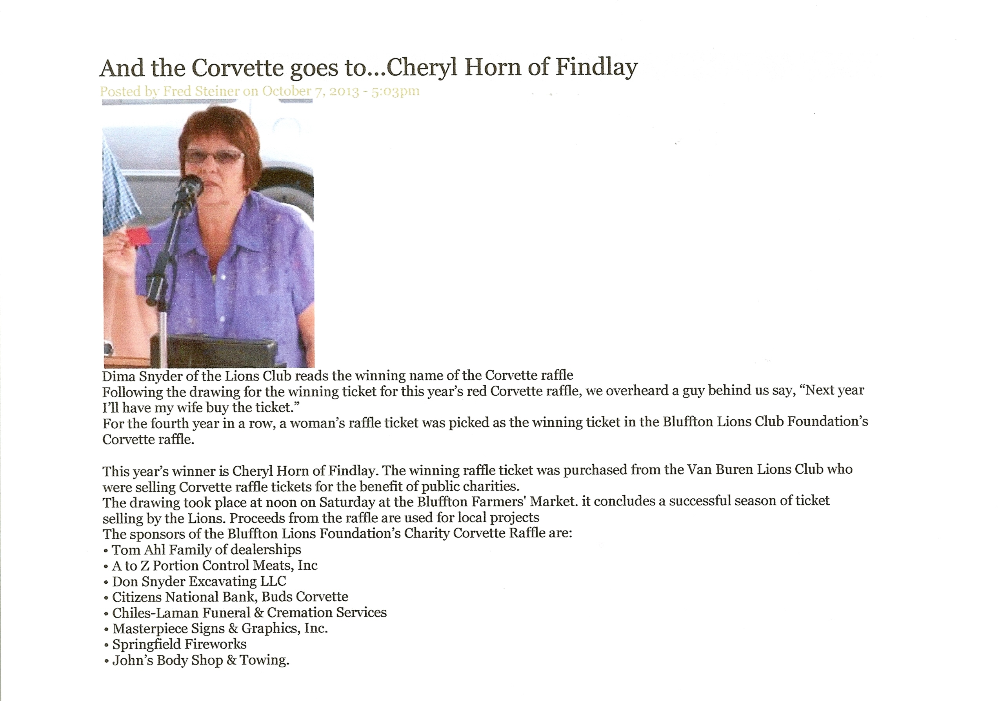 And the Corvette goes to...Cheryl Horn of Findlay
Posted by Fred Steiner on October 7, 2013 - 5:03pm
Dima Snyder of the Lions Club reads the winning name of the Corvette raffle
Following the drawing for the winning ticket for this year’s red Corvette raffle, we overheard a guy behind us say, “Next year
I’ll have my wife buy the ticket.”
For the fourth year in a row, a woman’s raffle ticket was picked as the winning ticket in the Bluffton Lions Club Foundation’s
Corvette raffle.
This year’s winner is Cheryl Horn of Findlay. The winning raffle ticket was purchased from the Van Buren Lions Club who
were selling Corvette raffle tickets for the benefit of public charities.
The drawing took place at noon on Saturday at the Bluffton Farmers' Market. it concludes a successful season of ticket
selling by the Lions. Proceeds from the raffle are used for local projects
The sponsors of the Bluffton Lions Foundation’s Charity Corvette Raffle are:
• Tom Ahl Family of dealerships
• A to Z Portion Control Meats, Inc
• Don Snyder Excavating LLC
• Citizens National Bank, Buds Corvette
• Chiles-Laman Funeral & Cremation Services
• Masterpiece Signs & Graphics, Inc.
• Springfield Fireworks
• John’s Body Shop & Towing.